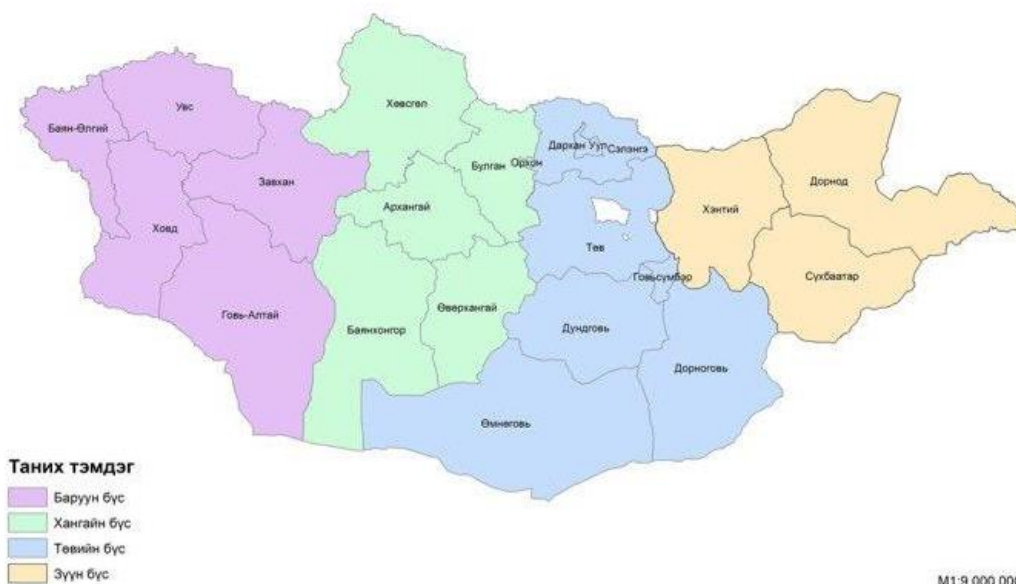 Хөвсгөл
Увс
Баян-Өлгий
Дархан Уул
Сэлэнгэ
Орхон
Булган
Завхан
Дорнод
Архангай
Хэнтий
Ховд
Төв
Говьсүмбэр
Сүхбаатар
Өвөрхангай
Говь-Алтай
Баянхонгор
Дундговь
Дорноговь
Өмнөговь
Таних тэмдэг
Баруун бүс
Хангайн бүс
Төвийн бүс
Зүүн бүс